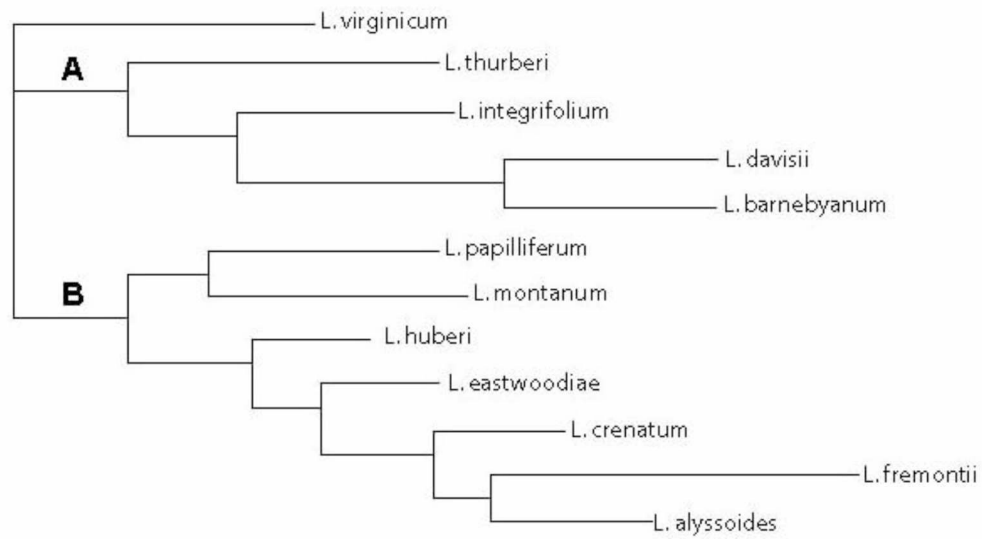 L. virginicum
A
L. thurberi
L. integrifolium
L. davisii
L. barnebyanum
L. papilliferum
B
L. montanum
L. huberi
L. eastwoodiae
L. crenatum
L. fremontii
L. alyssoides